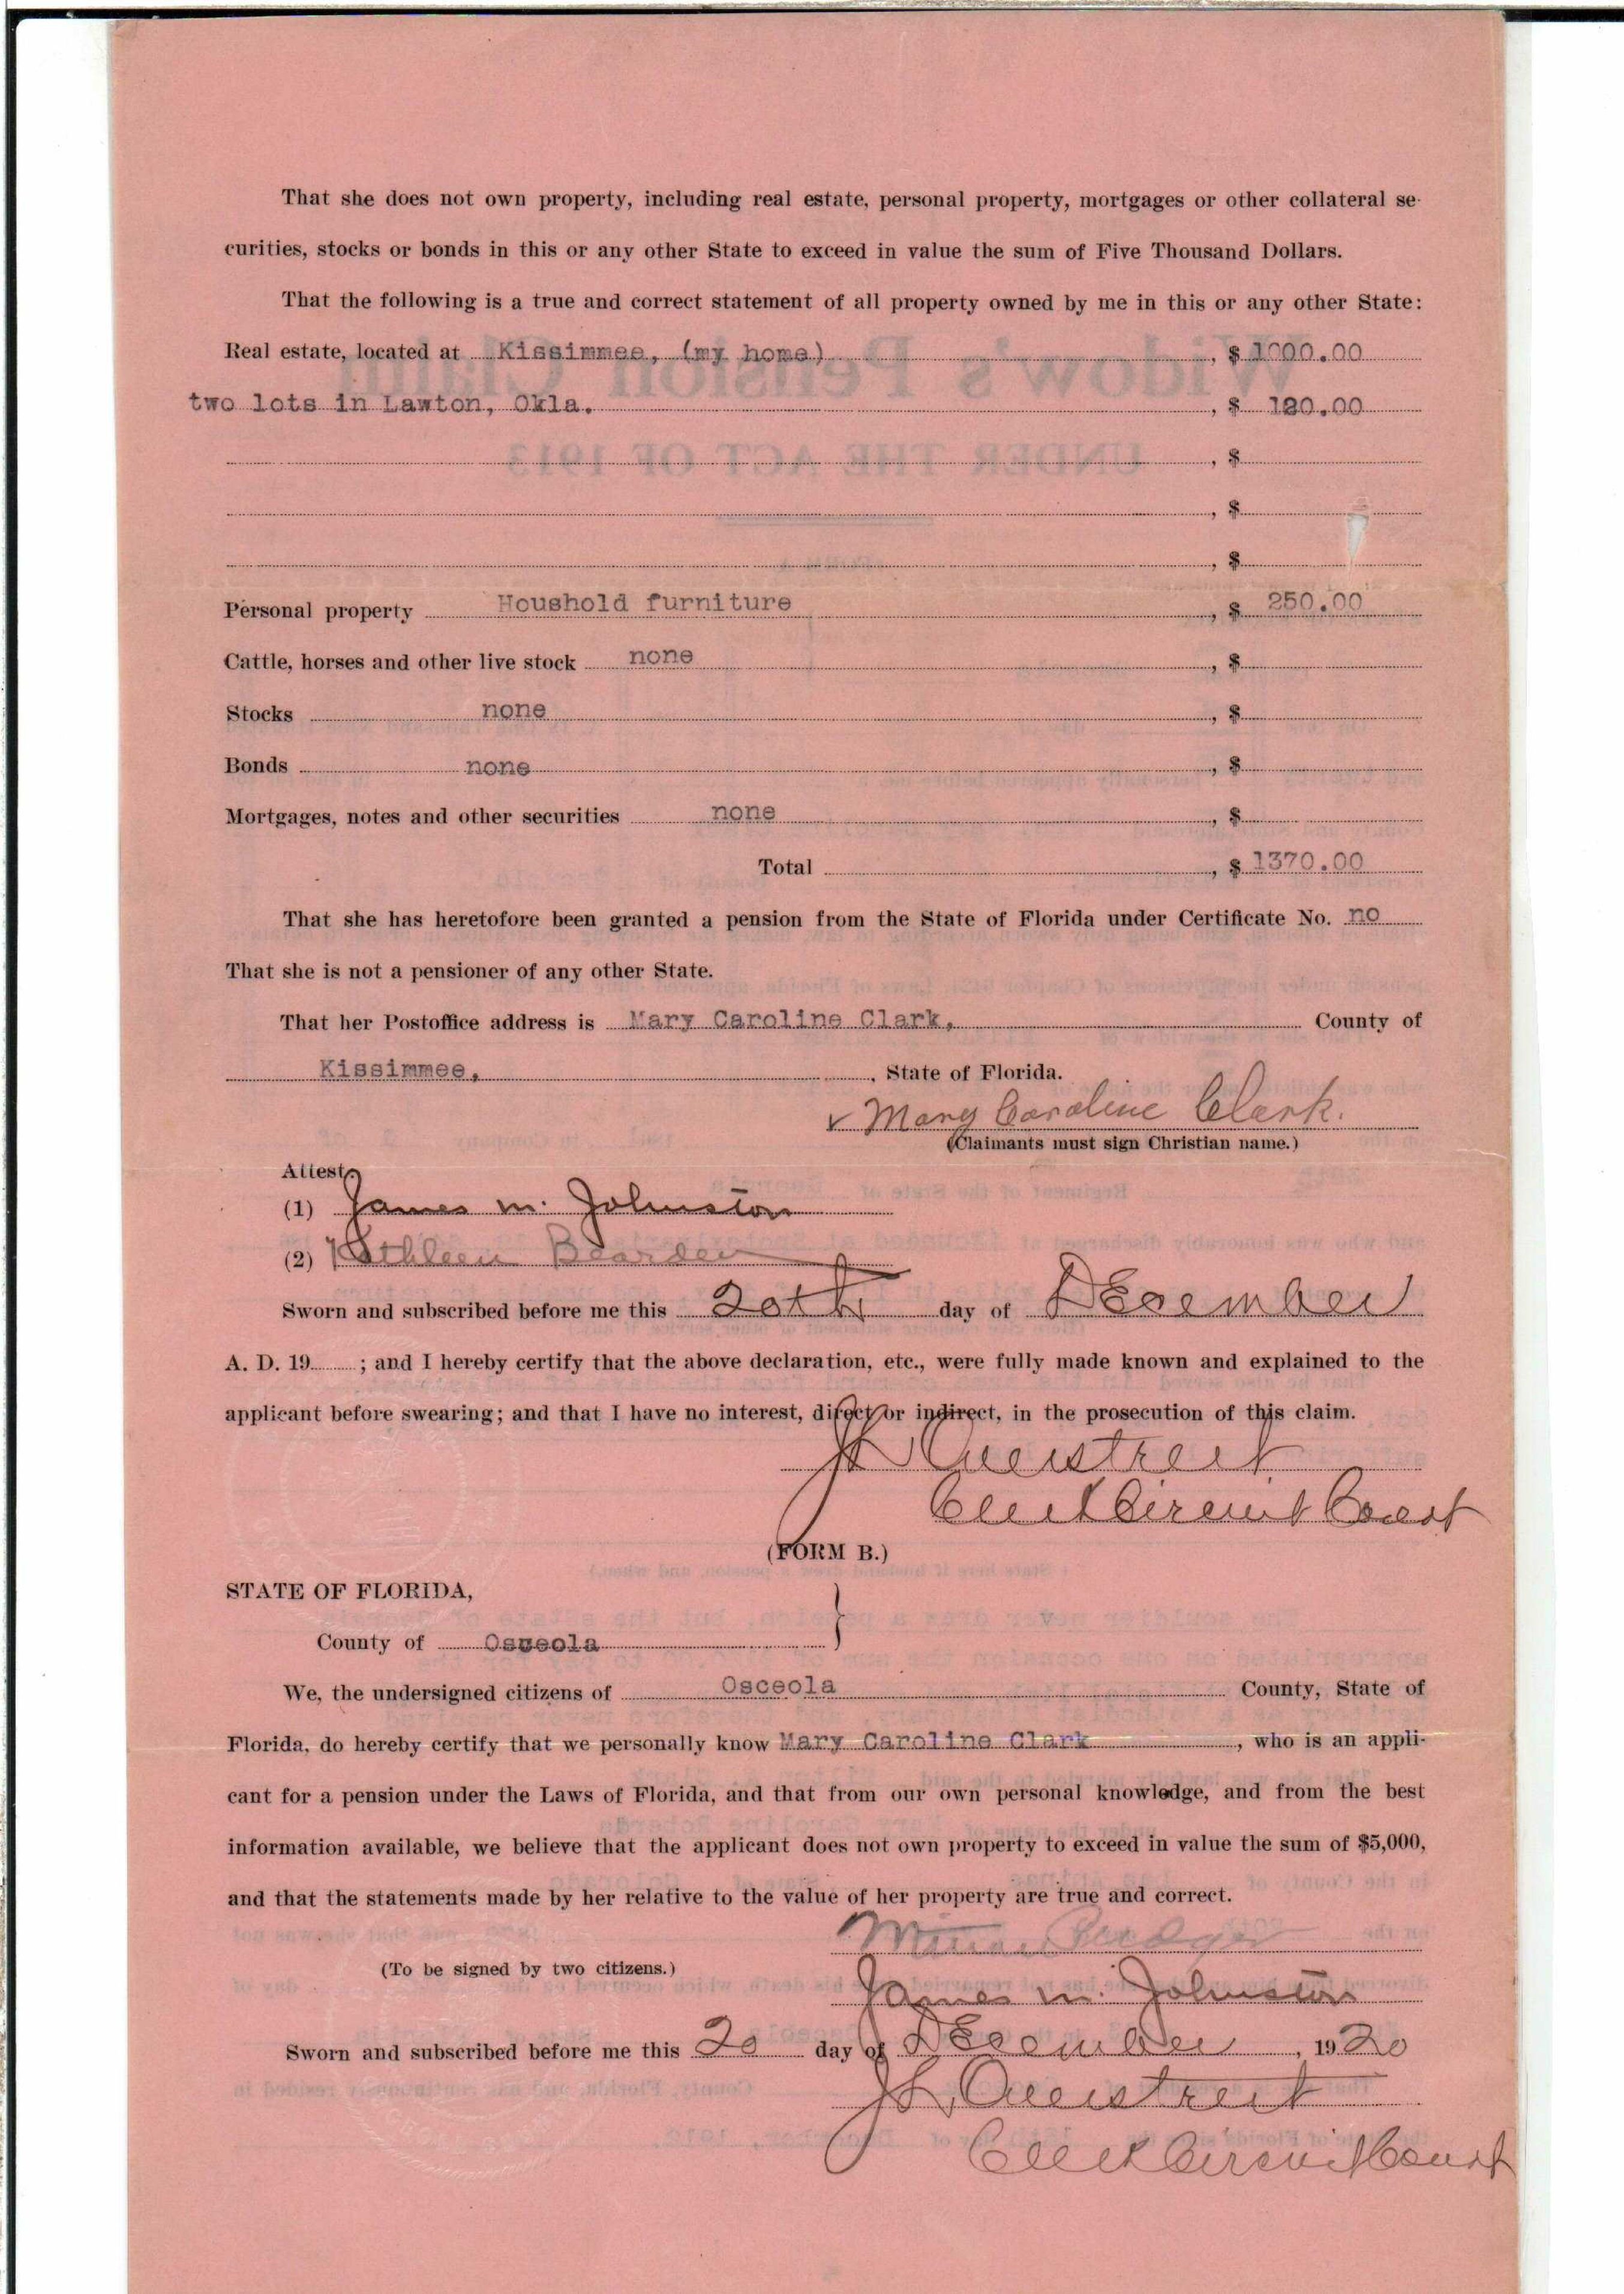 That she does not own property, including real estate, personal property, mortgages or other collateral se-
curities, stocks or bonds in this or any other State to exceed in value the sum of Five Thousand Dollars.
That the following is a true and correct statement of all property owned by me in this or any other State:
Real estate, located at Kissimmee, (my home) , $ 1000.00
two lots in Lawton, Okla. , $ 120.00
, $
, $
, $
Personal property Houshold furniture , $ 250.00
Cattle, horses and other live stock none , $
Stocks none , $
Bonds none , $
Mortgages, notes and other securities none , $
Total , $ 1370.00
That she has heretofore been granted a pension from the State of Florida under Certificate No. no
That she is not a pensioner of any other State.
That her Postoffice address is Mary Caroline Clark, County of
Kissimmee, , State of Florida.
Mary Caroline Clark.
(Claimants must sign Christian name.)
Attest
(1) James M. Johnston
(2) Kathleen Bearden
Sworn and subscribed before me this 20th day of December
A. D. 19 ; and I hereby certify that the above declaration, etc., were fully made known and explained to the
applicant before swearing; and that I have no interest, direct or indirect, in the prosecution of this claim.
Overstreet
Clerk Circuit Court
(FORM B.)
STATE OF FLORIDA,
County of Osceola
We, the undersigned citizens of Osceola County, State of
Florida, do hereby certify that we personally know Mary Caroline Clark , who is an appli-
cant for a pension under the Laws of Florida, and that from our own personal knowledge, and from the best
information available, we believe that the applicant does not own property to exceed in value the sum of $5,000,
and that the statements made by her relative to the value of her property are true and correct.
(To be signed by two citizens.)
James M. Johnston
Sworn and subscribed before me this 20 day of December , 1920
Overstreet
Clerk Circuit Court